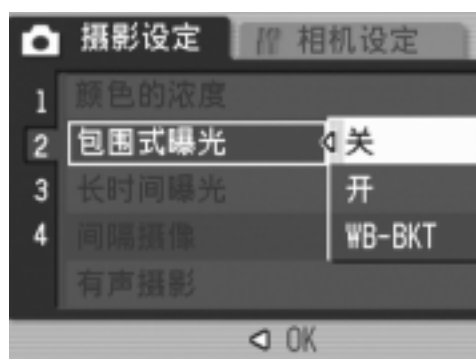 摄影设定 相机设定
1 颜色的浓度
2 包围式曝光 关
3 长时间曝光 开
4 间隔摄像 WB-BKT
有声摄影
OK